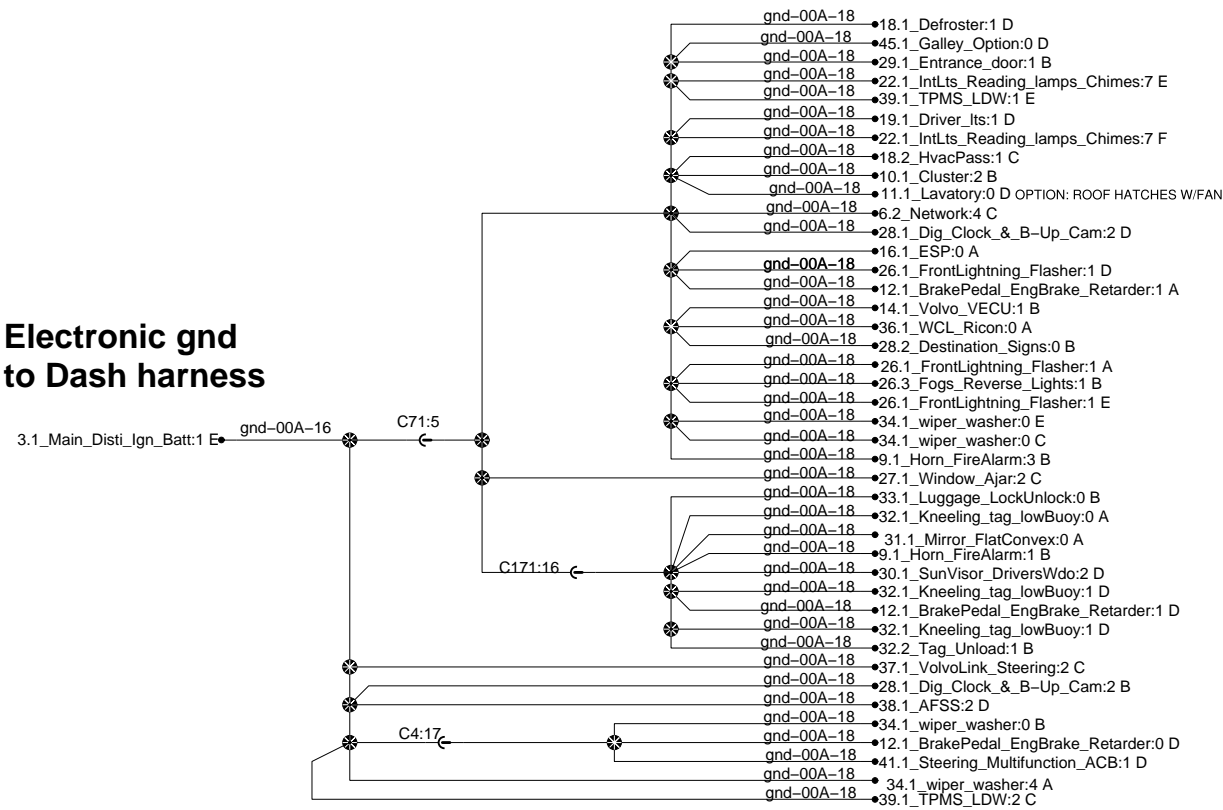 gnd–00A–18 18.1_Defroster:1 D
gnd–00A–18 45.1_Galley_Option:0 D
gnd–00A–18 29.1_Entrance_door:1 B
gnd–00A–18 22.1_IntLts_Reading_lamps_Chimes:7 E
gnd–00A–18 39.1_TPMS_LDW:1 E
gnd–00A–18 19.1_Driver_lts:1 D
gnd–00A–18 22.1_IntLts_Reading_lamps_Chimes:7 F
gnd–00A–18 18.2_HvacPass:1 C
gnd–00A–18 10.1_Cluster:2 B
gnd–00A–18 11.1_Lavatory:0 D OPTION: ROOF HATCHES W/FAN
gnd–00A–18 6.2_Network:4 C
gnd–00A–18 28.1_Dig_Clock_&_B–Up_Cam:2 D
16.1_ESP:0 A
gnd–00A–18 26.1_FrontLightning_Flasher:1 D
gnd–00A–18 12.1_BrakePedal_EngBrake_Retarder:1 A
gnd–00A–18 14.1_Volvo_VECU:1 B
gnd–00A–18 36.1_WCL_Ricon:0 A
gnd–00A–18 28.2_Destination_Signs:0 B
gnd–00A–18 26.1_FrontLightning_Flasher:1 A
gnd–00A–18 26.3_Fogs_Reverse_Lights:1 B
gnd–00A–18 26.1_FrontLightning_Flasher:1 E
gnd–00A–18 34.1_wiper_washer:0 E
gnd–00A–18 34.1_wiper_washer:0 C
gnd–00A–18 9.1_Horn_FireAlarm:3 B
Electronic gnd
to Dash harness
3.1_Main_Disti_Ign_Batt:1 E gnd–00A–16 C71:5
gnd–00A–18 27.1_Window_Ajar:2 C
gnd–00A–18 33.1_Luggage_LockUnlock:0 B
gnd–00A–18 32.1_Kneeling_tag_lowBuoy:0 A
gnd–00A–18 31.1_Mirror_FlatConvex:0 A
gnd–00A–18 9.1_Horn_FireAlarm:1 B
C171:16 gnd–00A–18 30.1_SunVisor_DriversWdo:2 D
gnd–00A–18 32.1_Kneeling_tag_lowBuoy:1 D
gnd–00A–18 12.1_BrakePedal_EngBrake_Retarder:1 D
gnd–00A–18 32.1_Kneeling_tag_lowBuoy:1 D
gnd–00A–18 32.2_Tag_Unload:1 B
gnd–00A–18 37.1_VolvoLink_Steering:2 C
gnd–00A–18 28.1_Dig_Clock_&_B–Up_Cam:2 B
gnd–00A–18 38.1_AFSS:2 D
gnd–00A–18 34.1_wiper_washer:0 B
C4:17 gnd–00A–18 12.1_BrakePedal_EngBrake_Retarder:0 D
gnd–00A–18 41.1_Steering_Multifunction_ACB:1 D
gnd–00A–18 34.1_wiper_washer:4 A
gnd–00A–18 39.1_TPMS_LDW:2 C